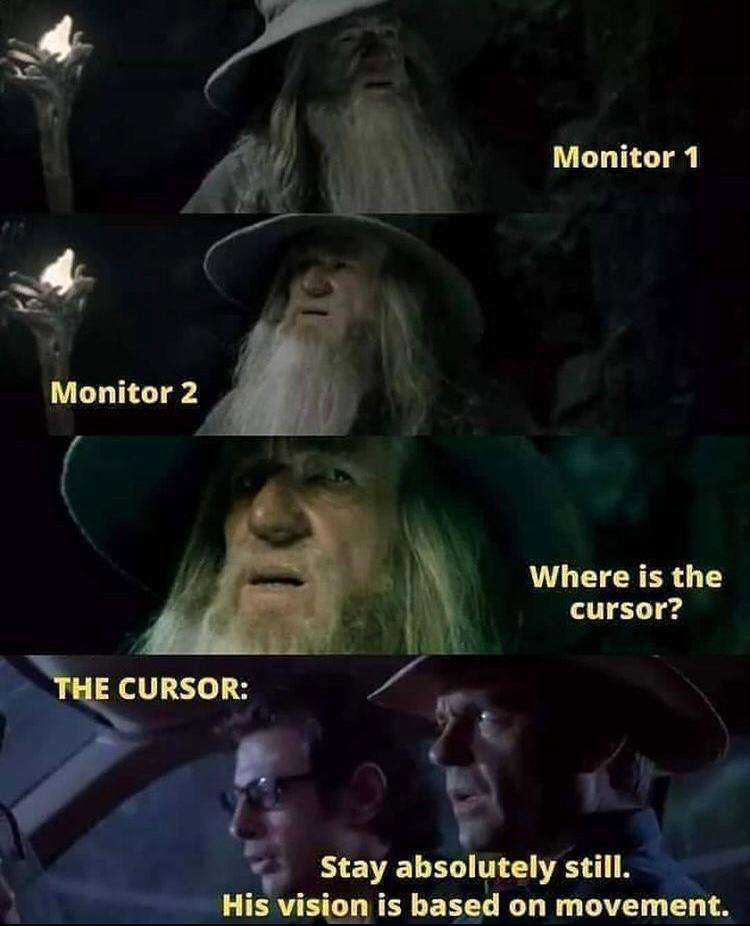 Monitor 1
Monitor 2
Where is the
cursor?
THE CURSOR:
Stay absolutely still.
His vision is based on movement.